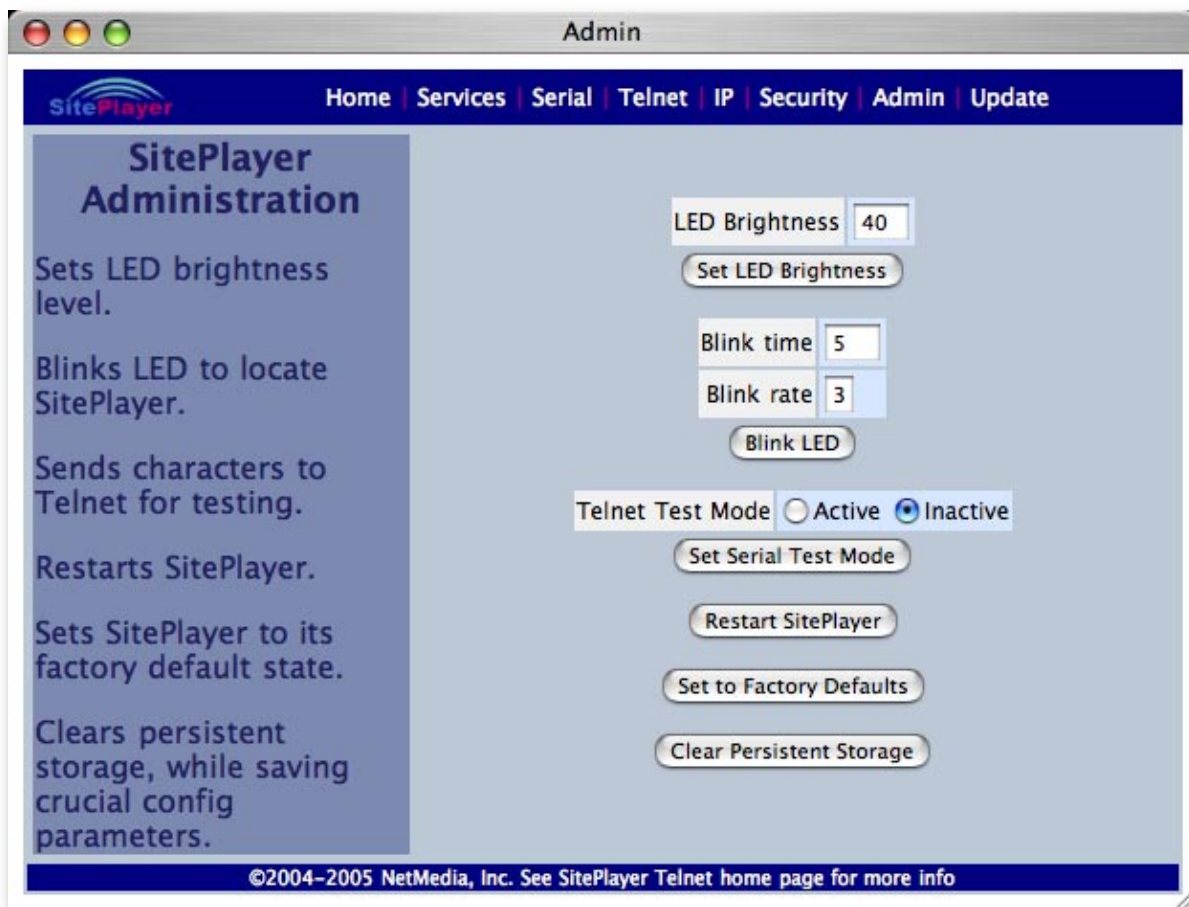 Admin
SitePlayer
Home | Services | Serial | Telnet | IP | Security | Admin | Update
SitePlayer
Administration
Sets LED brightness
level.
Blinks LED to locate
SitePlayer.
Sends characters to
Telnet for testing.
Restarts SitePlayer.
Sets SitePlayer to its
factory default state.
Clears persistent
storage, while saving
crucial config
parameters.
LED Brightness 40
Set LED Brightness
Blink time 5
Blink rate 3
Blink LED
Telnet Test Mode Active Inactive
Set Serial Test Mode
Restart SitePlayer
Set to Factory Defaults
Clear Persistent Storage
©2004-2005 NetMedia, Inc. See SitePlayer Telnet home page for more info